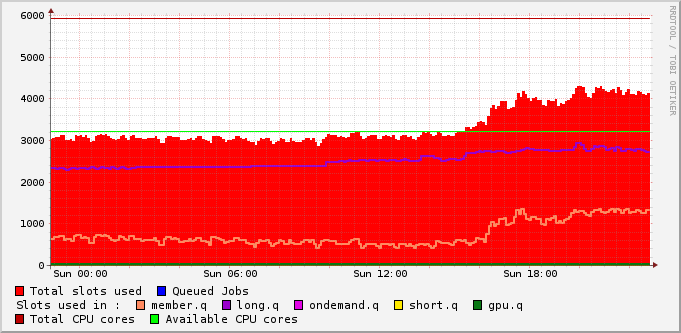 6000
5000
4000
3000
2000
1000
0
Sun 00:00 Sun 06:00 Sun 12:00 Sun 18:00
RRDTOOL / TOBI OETIKER
Total slots used Queued Jobs
Slots used in : member.q long.q ondemand.q short.q gpu.q
Total CPU cores Available CPU cores